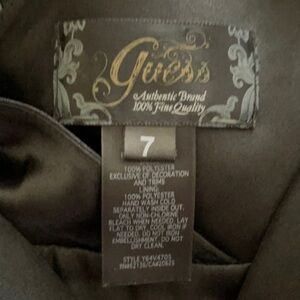 Guess
Authentic Brand
100% Fine Quality
7
100% POLYESTER
EXCLUSIVE OF DECORATION
AND TRIMS
LINING
100% POLYESTER
HAND WASH COLD
SEPARATELY INSIDE OUT.
ONLY NON-CHLORINE
BLEACH WHEN NEEDED. LAY
FLAT TO DRY. COOL IRON IF
NEEDED. DO NOT IRON
EMBELLISHMENT. DO NOT
DRY CLEAN.
STYLE Y64V4705